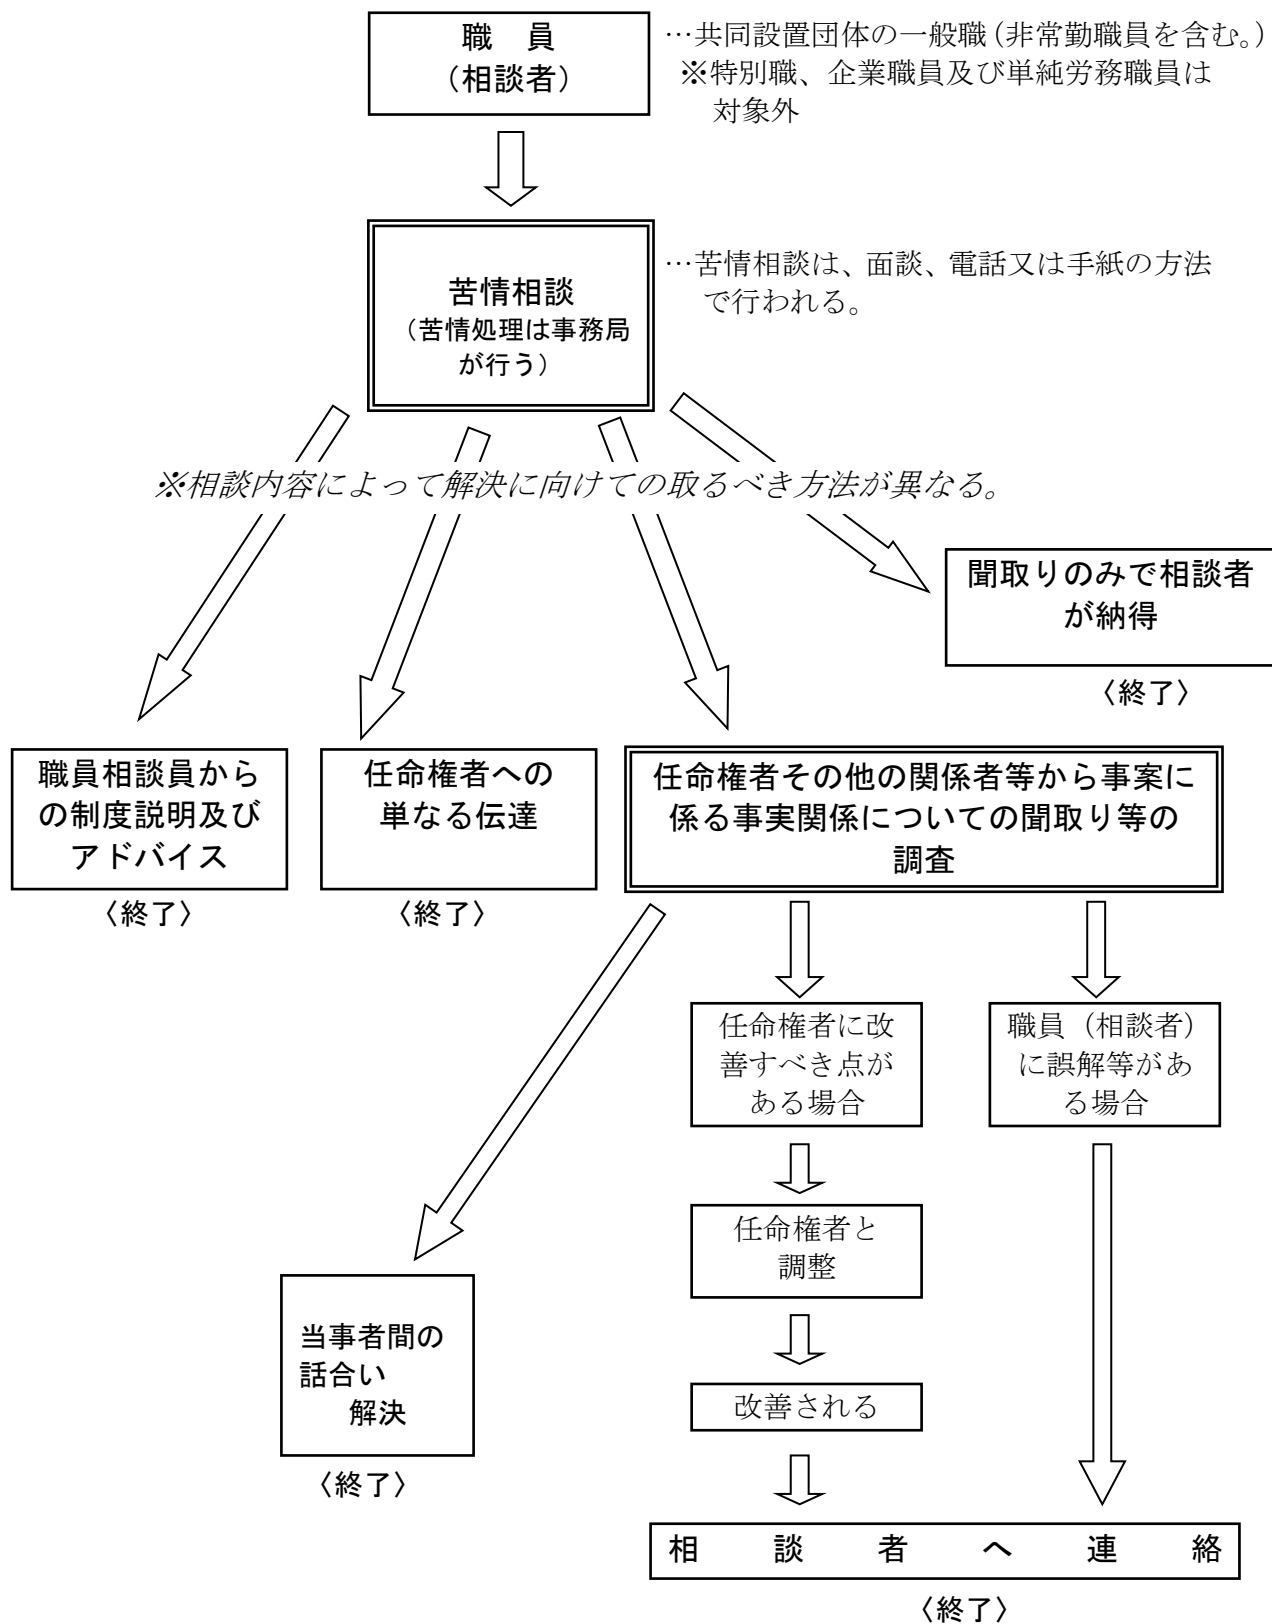 職　員
（相談者）
…共同設置団体の一般職（非常勤職員を含む。）
※特別職、企業職員及び単純労務職員は
対象外
苦情相談
（苦情処理は事務局
が行う）
…苦情相談は、面談、電話又は手紙の方法
で行われる。
※相談内容によって解決に向けての取るべき方法が異なる。
聞取りのみで相談者
が納得
〈終了〉
職員相談員から
の制度説明及び
アドバイス
〈終了〉
任命権者への
単なる伝達
〈終了〉
任命権者その他の関係者等から事案に
係る事実関係についての聞取り等の
調査
任命権者に改
善すべき点が
ある場合
職員（相談者）
に誤解等があ
る場合
任命権者と
調整
当事者間の
話合い
解決
〈終了〉
改善される
相　談　者　へ　連　絡
〈終了〉